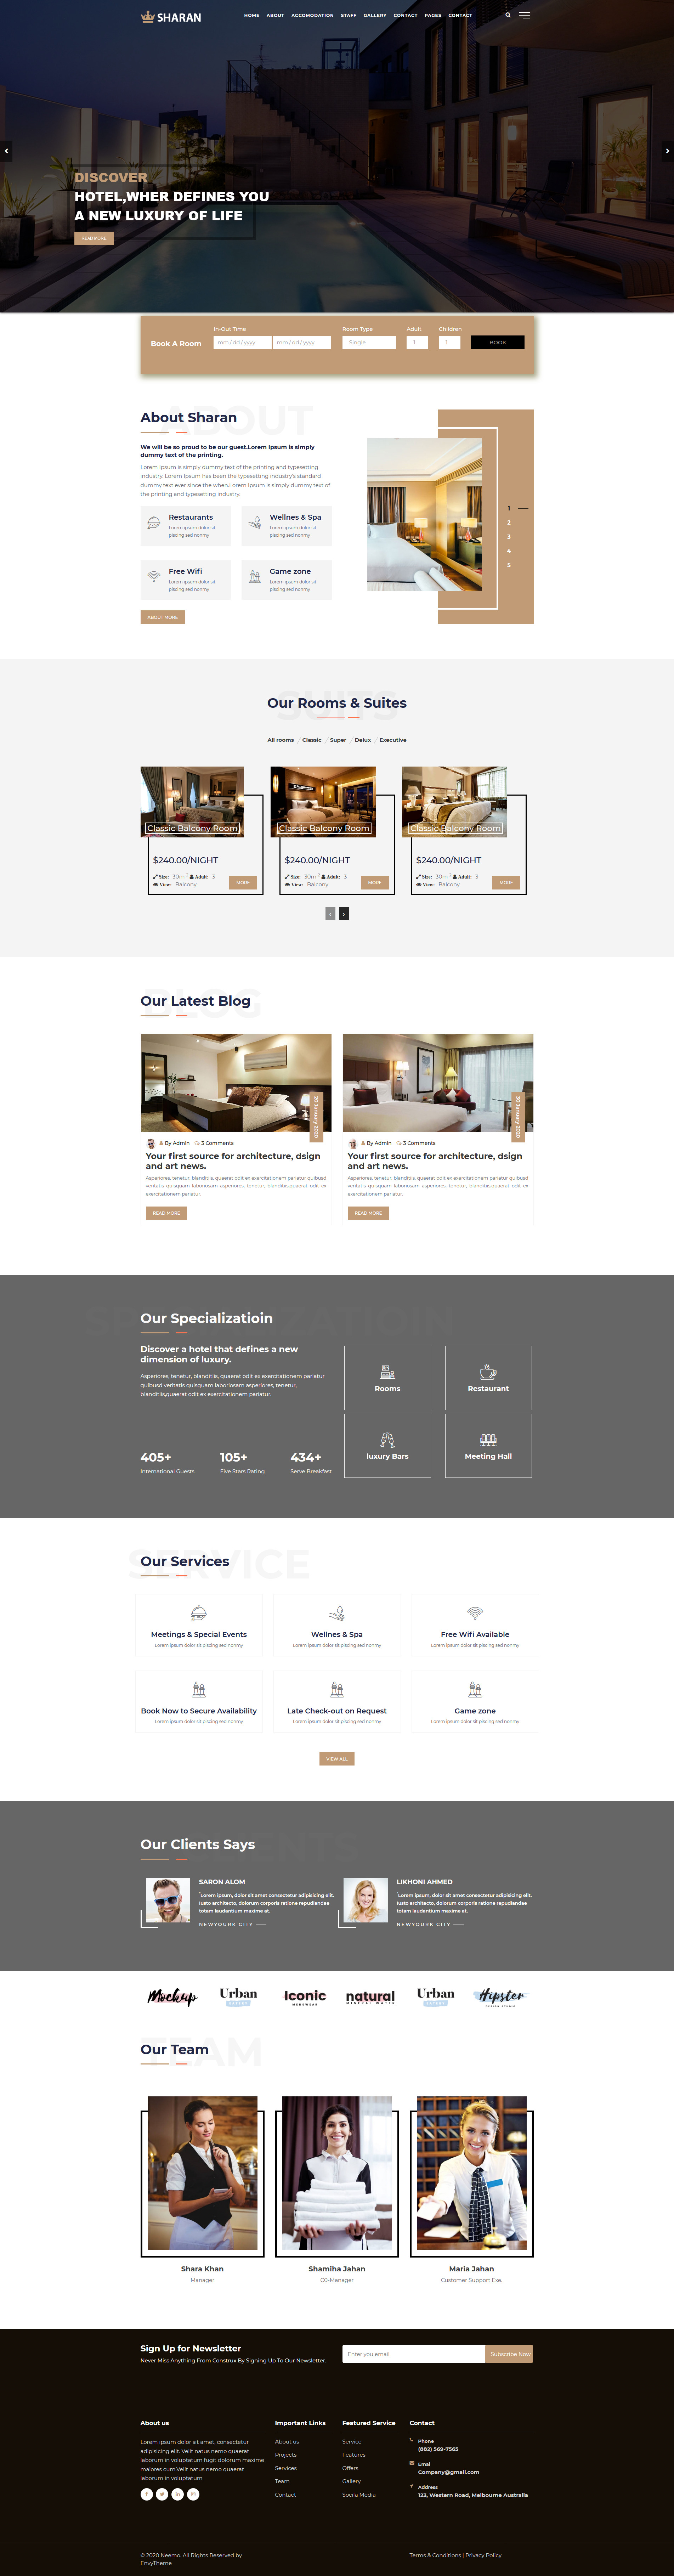 SHARAN
HOME ABOUT ACCOMODATION STAFF GALLERY CONTACT PAGES CONTACT
DISCOVER
HOTEL,WHER DEFINES YOU
A NEW LUXURY OF LIFE
READ MORE
Book A Room
In-Out Time Room Type Adult Children
mm/dd/yyyy mm/dd/yyyy Single 1 1 BOOK
ABOUT
About Sharan
We will be so proud to be our guest.Lorem Ipsum is simply
dummy text of the printing.
Lorem Ipsum is simply dummy text of the printing and typesetting
industry. Lorem Ipsum has been the typesetting industry's standard
dummy text ever since the when.Lorem Ipsum is simply dummy text of
the printing and typesetting industry.
Restaurants
Lorem ipsum dolor sit
piscing sed nonmy
Wellnes & Spa
Lorem ipsum dolor sit
piscing sed nonmy
Free Wifi
Lorem ipsum dolor sit
piscing sed nonmy
Game zone
Lorem ipsum dolor sit
piscing sed nonmy
ABOUT MORE
1
2
3
4
5
SUITS
Our Rooms & Suites
All rooms / Classic / Super / Delux / Executive
Classic Balcony Room
$240.00/NIGHT
Size: 30m 2 Adult: 3
View: Balcony
MORE
Classic Balcony Room
$240.00/NIGHT
Size: 30m 2 Adult: 3
View: Balcony
MORE
Classic Balcony Room
$240.00/NIGHT
Size: 30m 2 Adult: 3
View: Balcony
MORE
BLOG
Our Latest Blog
20 January 2020
By Admin 3 Comments
Your first source for architecture, dsign
and art news.
Asperiores, tenetur, blanditiis, quaerat odit ex exercitationem pariatur quibusd
veritatis quisquam laboriosam asperiores, tenetur, blanditiis,quaerat odit ex
exercitationem pariatur.
READ MORE
20 January 2020
By Admin 3 Comments
Your first source for architecture, dsign
and art news.
Asperiores, tenetur, blanditiis, quaerat odit ex exercitationem pariatur quibusd
veritatis quisquam laboriosam asperiores, tenetur, blanditiis,quaerat odit ex
exercitationem pariatur.
READ MORE
SPECIALIZATIOIN
Our Specializatioin
Discover a hotel that defines a new
dimension of luxury.
Asperiores, tenetur, blanditiis, quaerat odit ex exercitationem pariatur
quibusd veritatis quisquam laboriosam asperiores, tenetur,
blanditiis,quaerat odit ex exercitationem pariatur.
405+
International Guests
105+
Five Stars Rating
434+
Serve Breakfast
Rooms
Restaurant
luxury Bars
Meeting Hall
SERVICE
Our Services
Meetings & Special Events
Lorem ipsum dolor sit piscing sed nonmy
Wellnes & Spa
Lorem ipsum dolor sit piscing sed nonmy
Free Wifi Available
Lorem ipsum dolor sit piscing sed nonmy
Book Now to Secure Availability
Lorem ipsum dolor sit piscing sed nonmy
Late Check-out on Request
Lorem ipsum dolor sit piscing sed nonmy
Game zone
Lorem ipsum dolor sit piscing sed nonmy
VIEW ALL
CLIENTS
Our Clients Says
SARON ALOM
"Lorem ipsum, dolor sit amet consectetur adipisicing elit.
Iusto architecto, dolorum corporis ratione repudiandae
totam laudantium maxime at.
NEWYOURK CITY
LIKHONI AHMED
"Lorem ipsum, dolor sit amet consectetur adipisicing elit.
Iusto architecto, dolorum corporis ratione repudiandae
totam laudantium maxime at.
NEWYOURK CITY
Mockup
Urban
Iconic
MENSWEAR
natural
MINERAL WATER
Urban
Hipster
DESIGN STUDIO
TEAM
Our Team
Shara Khan
Manager
Shamiha Jahan
CO-Manager
Maria Jahan
Customer Support Exe.
Sign Up for Newsletter
Never Miss Anything From Construx By Signing Up To Our Newsletter.
Enter you email Subscribe Now
About us
Lorem ipsum dolor sit amet, consectetur
adipisicing elit. Velit natus nemo quaerat
laborum in voluptatum fugit dolorum maxime
maiores cum.Velit natus nemo quaerat
laborum in voluptatum
Important Links
About us
Projects
Services
Team
Contact
Featured Service
Service
Features
Offers
Gallery
Socila Media
Contact
Phone
(882) 569-7565
Emal
Company@gmail.com
Address
123, Western Road, Melbourne Australia
© 2020 Neemo. All Rights Reserved by
EnvyTheme
Terms & Conditions | Privacy Policy